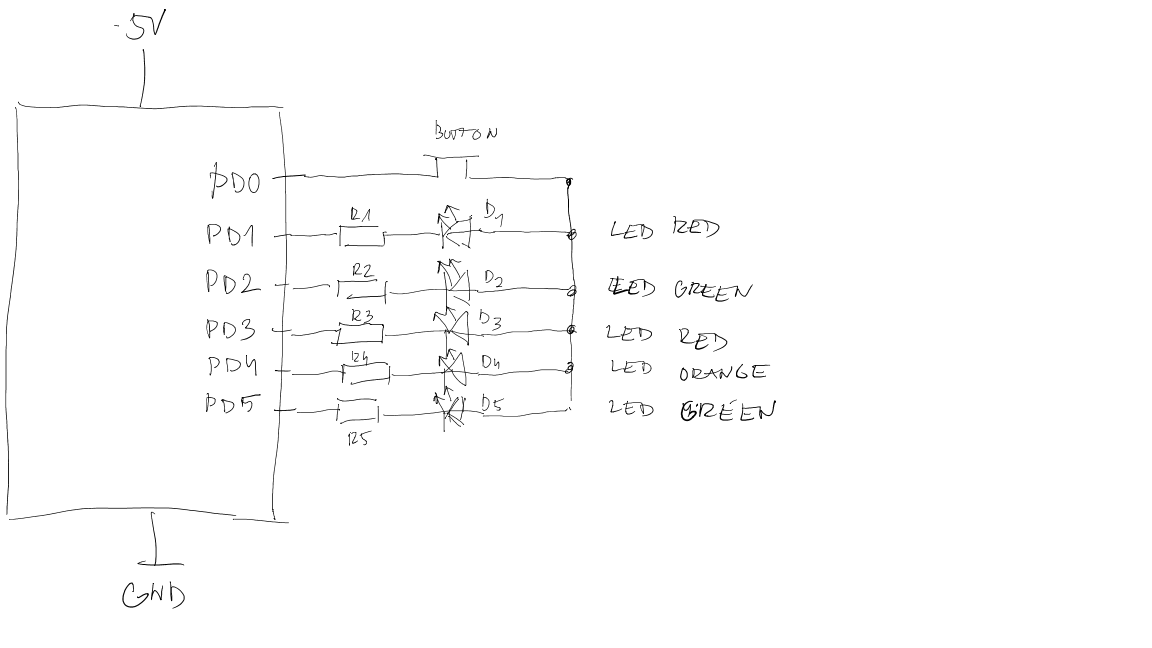 -5V
BUTTON
PD0
R1
D1
PD1
LED RED
R2
D2
PD2
LED GREEN
R3
D3
PD3
LED RED
R4
D4
PD4
LED ORANGE
PD5
D5
LED GREEN
R5
GND